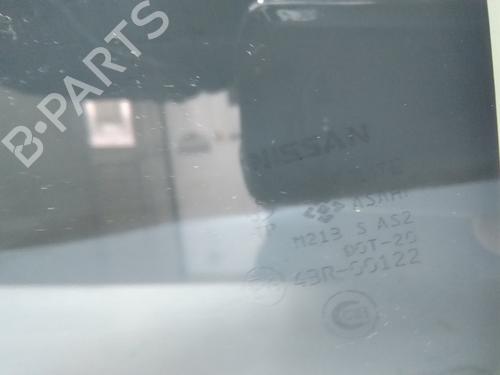 B-PARTS
NISSAN
ASAHI
M213 S AS2
DOT-20
43R-00122